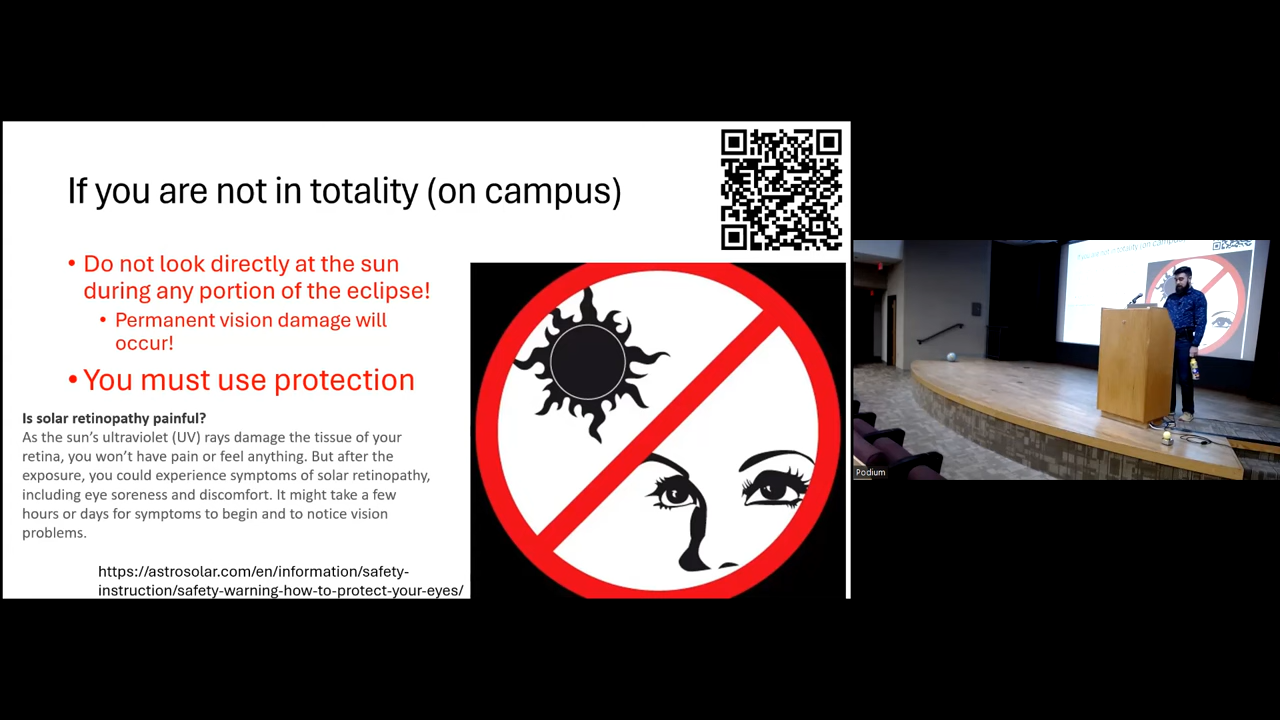 If you are not in totality (on campus)
• Do not look directly at the sun
during any portion of the eclipse!
• Permanent vision damage will
occur!
• You must use protection
Is solar retinopathy painful?
As the sun's ultraviolet (UV) rays damage the tissue of your
retina, you won't have pain or feel anything. But after the
exposure, you could experience symptoms of solar retinopathy,
including eye soreness and discomfort. It might take a few
hours or days for symptoms to begin and to notice vision
problems.
https://astrosolar.com/en/information/safety-
instruction/safety-warning-how-to-protect-your-eyes/
Podium